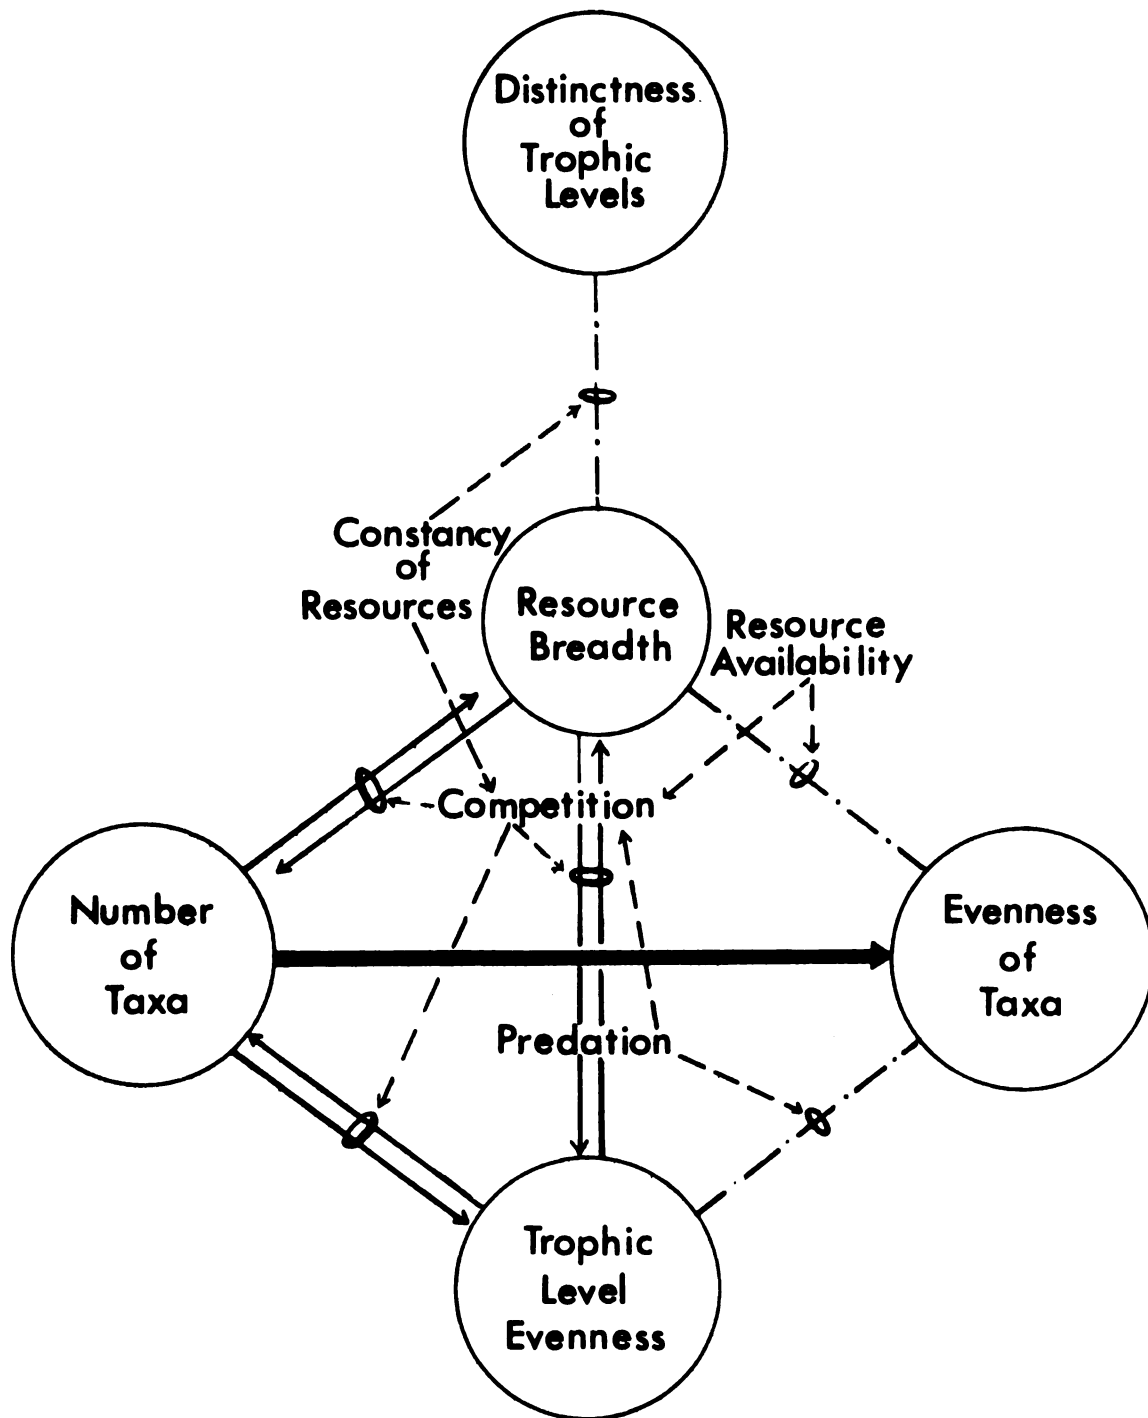 Distinctness
of
Trophic
Levels
Constancy
of
Resources
Resource
Breadth
Resource
Availability
Competition
Number
of
Taxa
Evenness
of
Taxa
Predation
Trophic
Level
Evenness